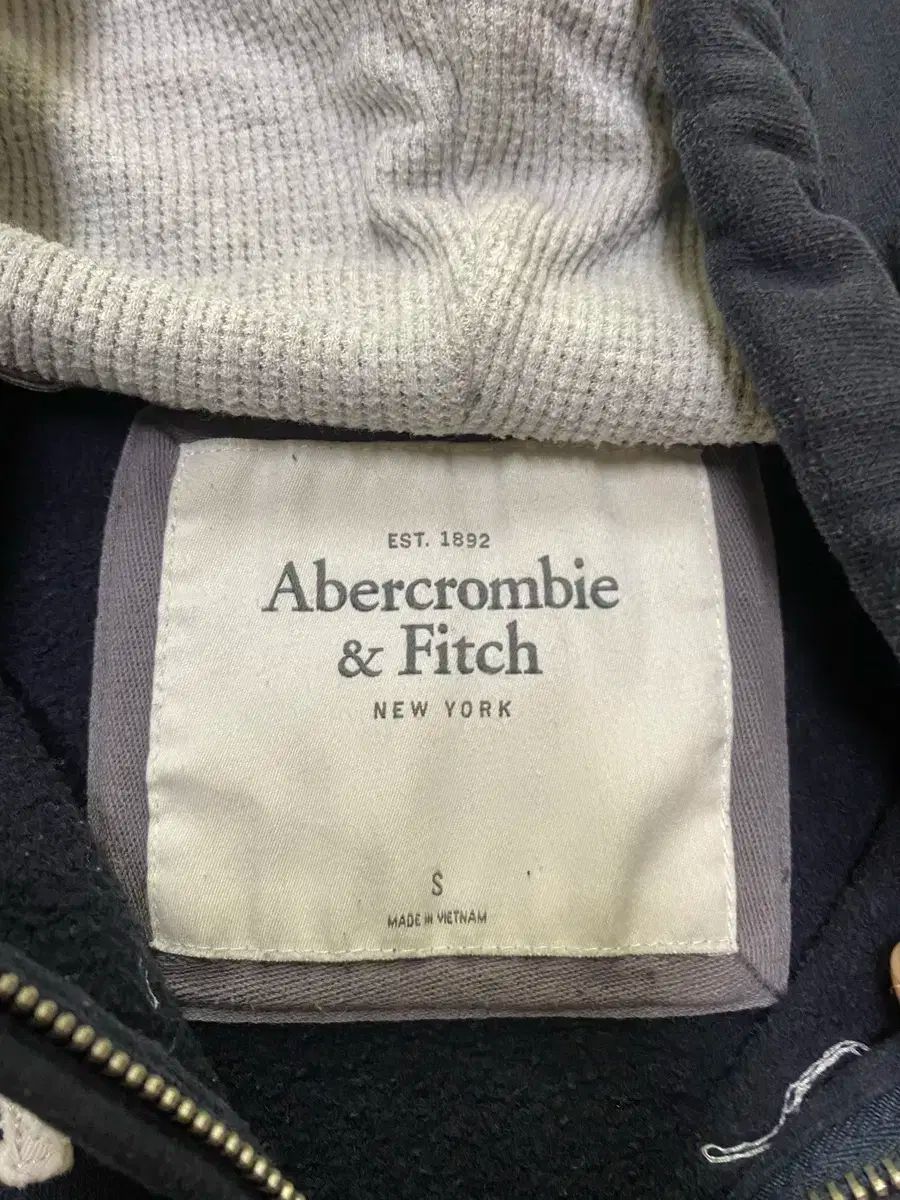 EST. 1892
Abercrombie
& Fitch
NEW YORK
S
MADE IN VIETNAM